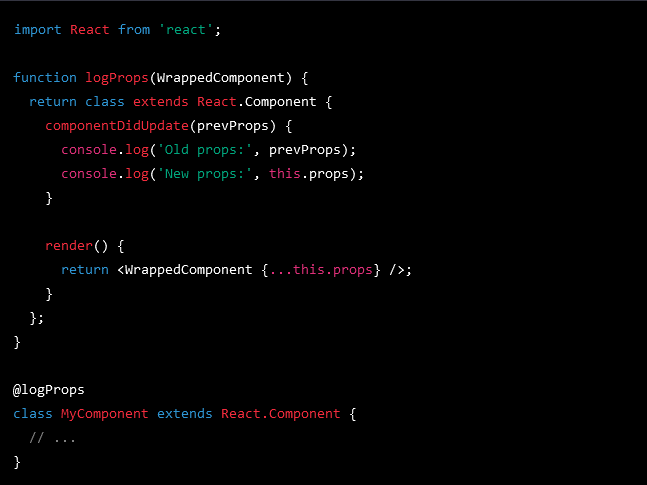 import React from 'react';
function logProps(WrappedComponent) {
return class extends React.Component {
componentDidUpdate(prevProps) {
console.log('Old props:', prevProps);
console.log('New props:', this.props);
}
render() {
return <WrappedComponent {...this.props} />;
}
};
}
@logProps
class MyComponent extends React.Component {
// ...
}